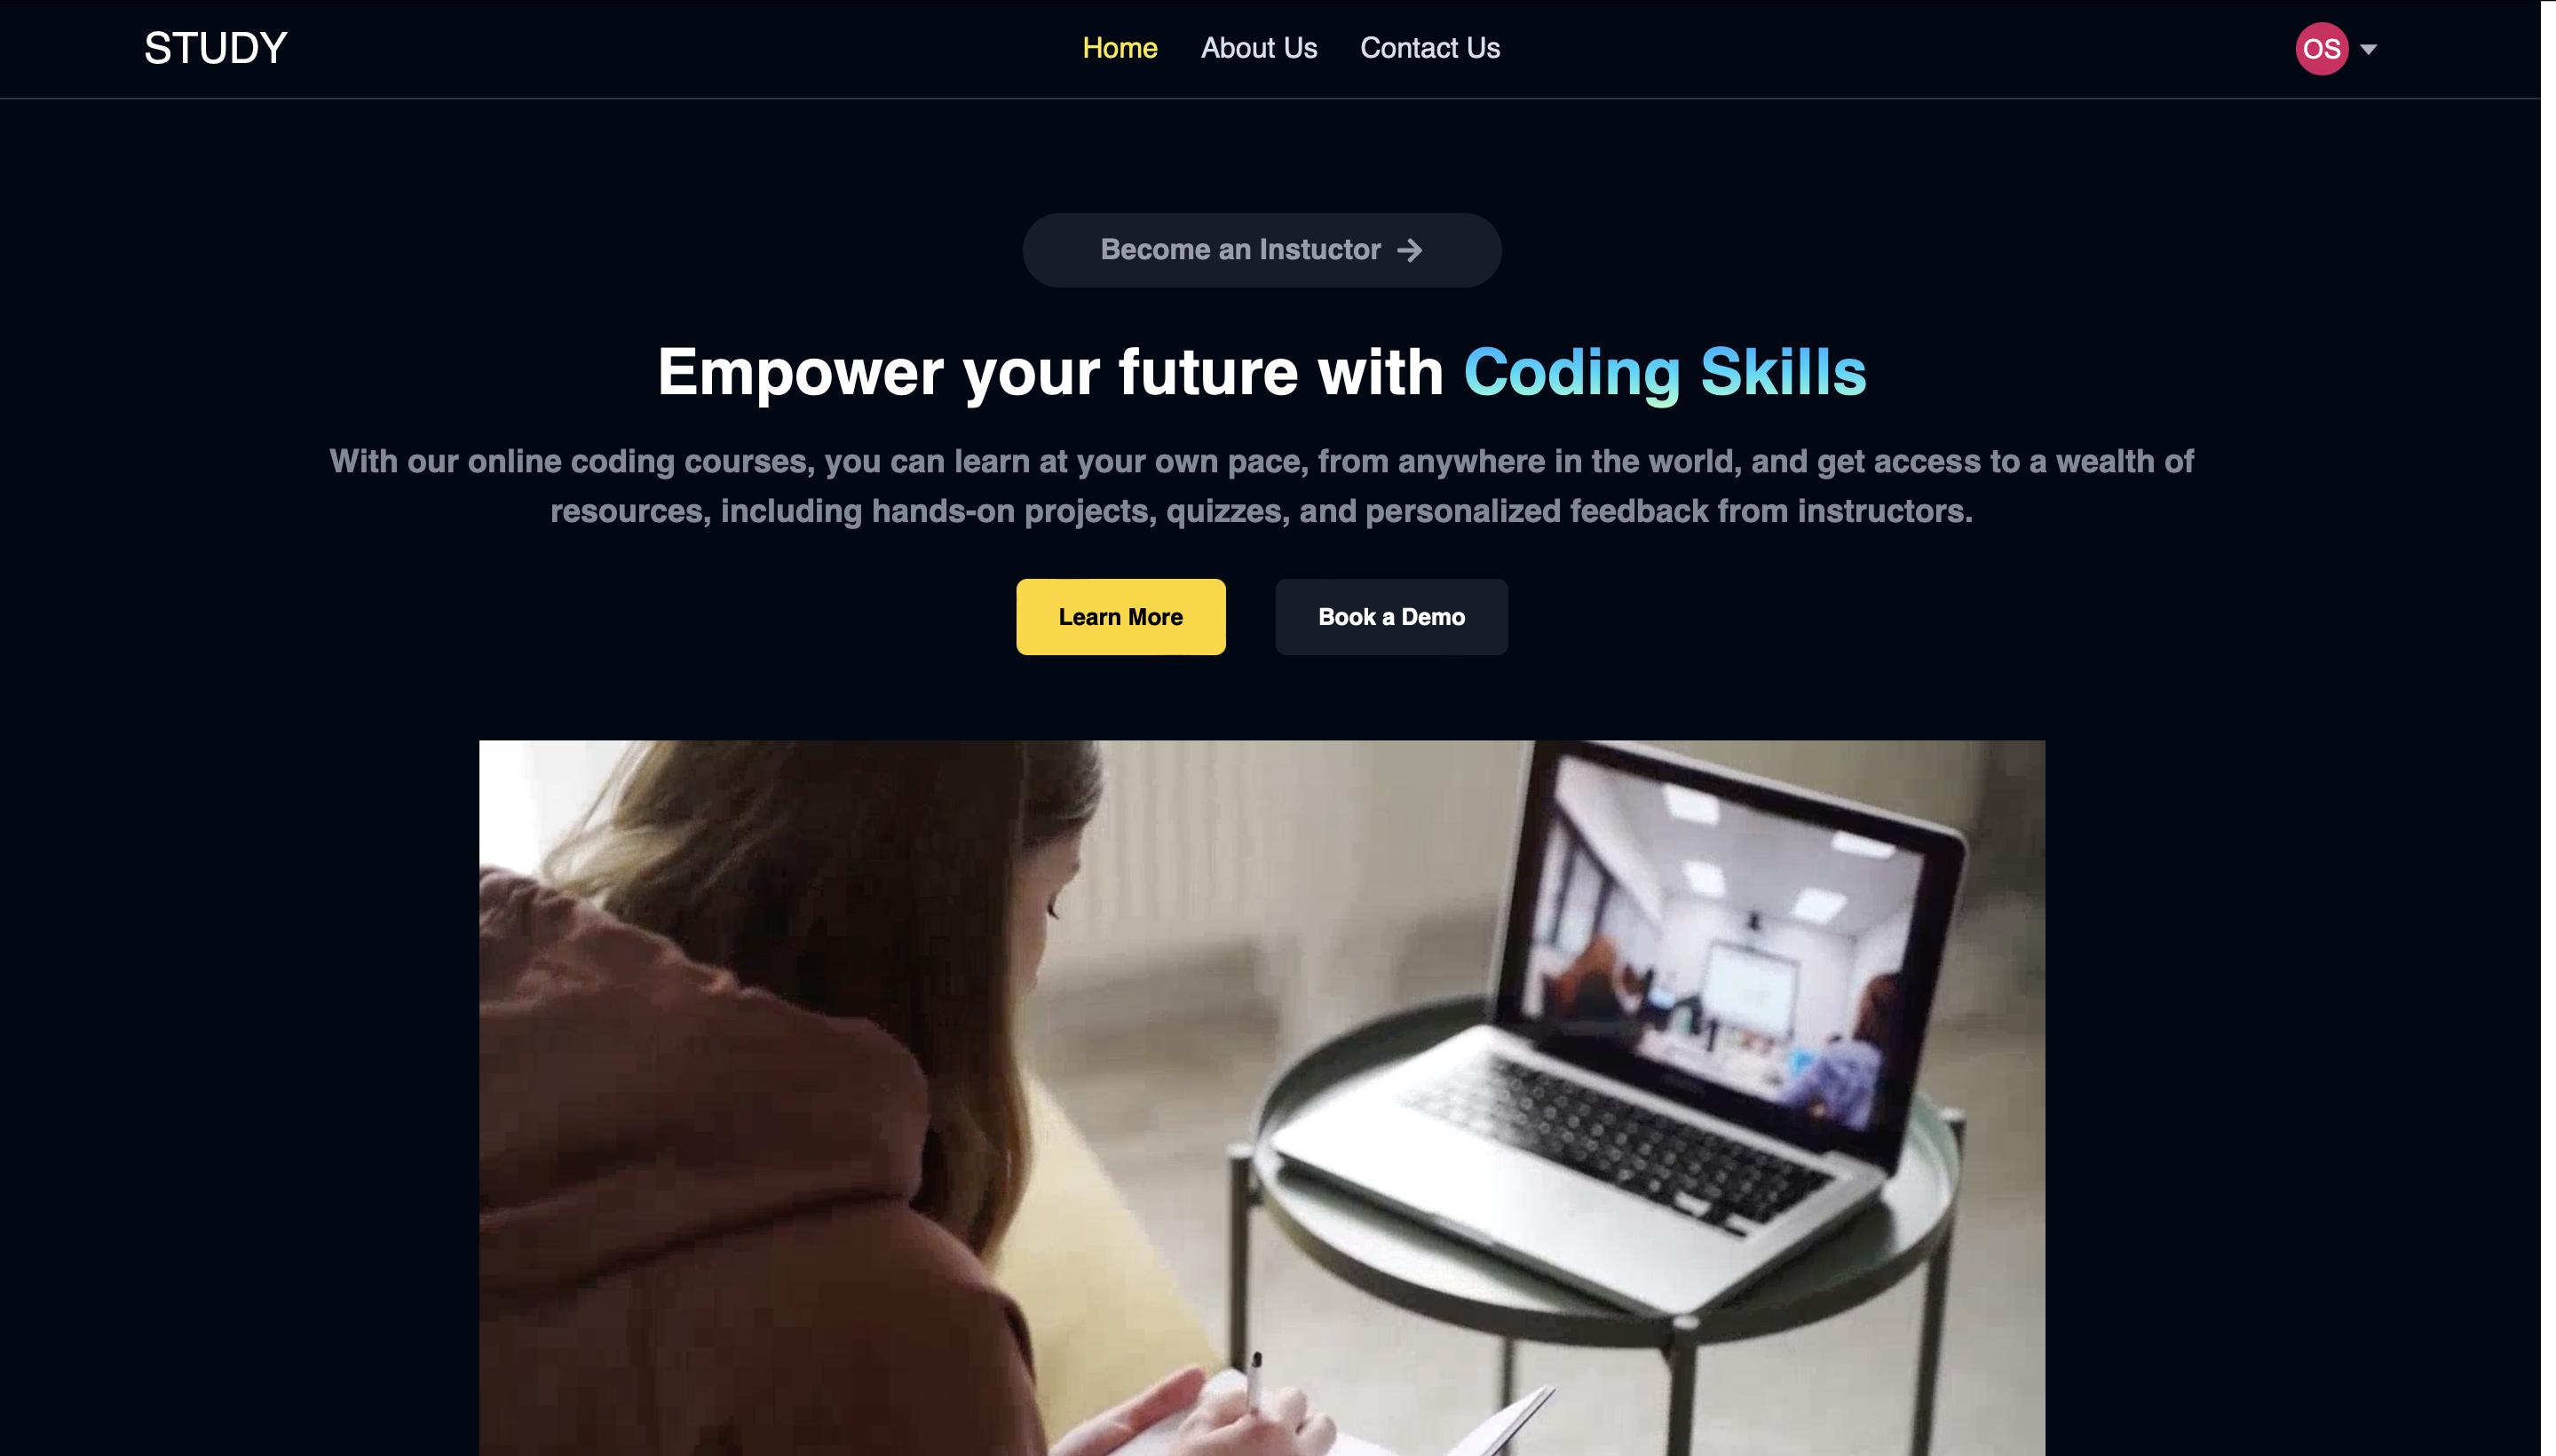 STUDY
Home About Us Contact Us
OS
Become an Instuctor →
Empower your future with Coding Skills
With our online coding courses, you can learn at your own pace, from anywhere in the world, and get access to a wealth of
resources, including hands-on projects, quizzes, and personalized feedback from instructors.
Learn More Book a Demo